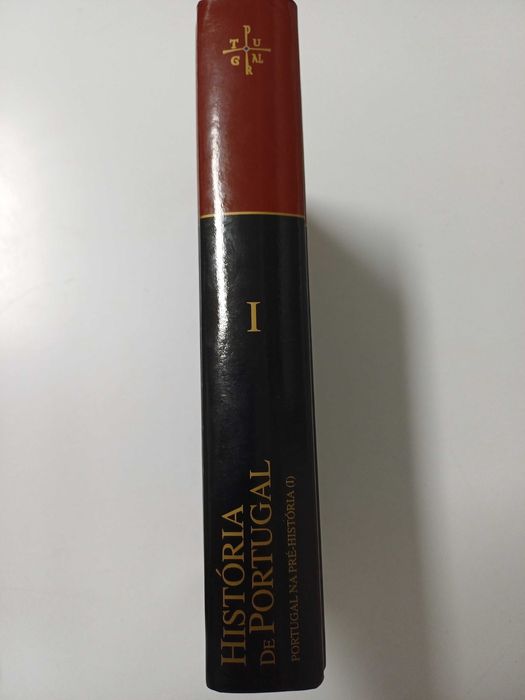 P
T U
G AL
R
I
HISTÓRIA
DE PORTUGAL
PORTUGAL NA PRÉ-HISTÓRIA (I)